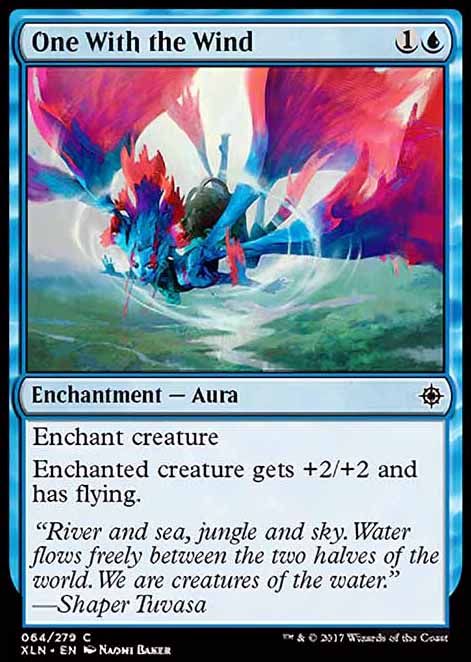 One With the Wind 1
Enchantment — Aura
Enchant creature
Enchanted creature gets +2/+2 and
has flying.
“River and sea, jungle and sky. Water
flows freely between the two halves of the
world. We are creatures of the water.”
—Shaper Tuvasa
064/279 C
XLN • EN Naomi Baker
™ & © 2017 Wizards of the Coast